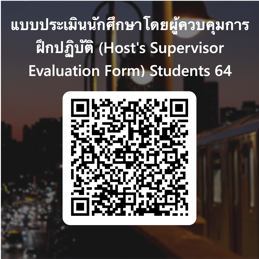 แบบประเมินนักศึกษาโดยผู้ควบคุมการ
ฝึกปฏิบัติ (Host's Supervisor
Evaluation Form) Students 64